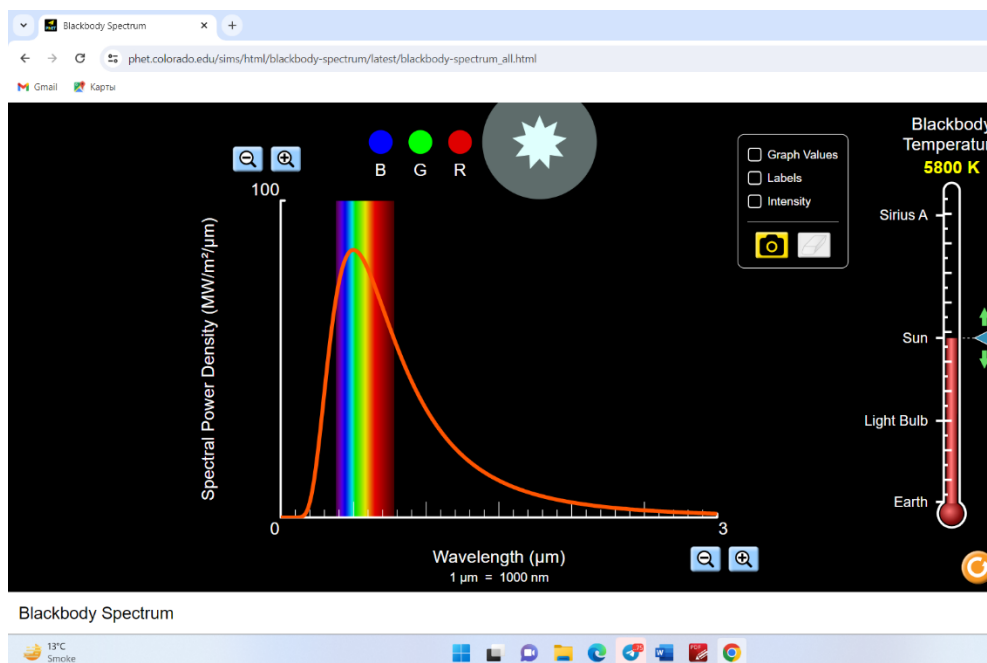 Blackbody Spectrum
phet.colorado.edu/sims/html/blackbody-spectrum/latest/blackbody-spectrum_all.html
Gmail
Карты
B G R
100
Spectral Power Density (MW/m²/µm)
0
3
Wavelength (µm)
1 µm = 1000 nm
Graph Values
Labels
Intensity
Blackbody
Temperatur
5800 K
Sirius A
Sun
Light Bulb
Earth
Blackbody Spectrum
13°C
Smoke